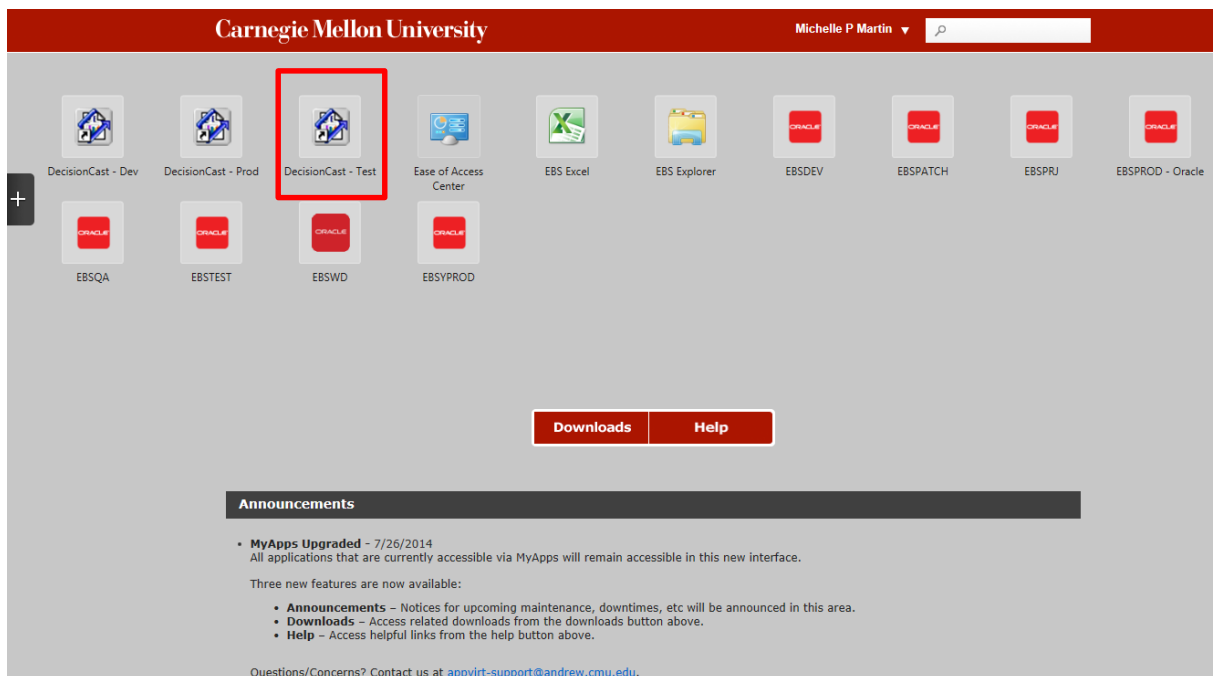 Carnegie Mellon University
Michelle P Martin
DecisionCast - Dev
DecisionCast - Prod
DecisionCast - Test
Ease of Access
Center
EBS Excel
EBS Explorer
ORACLE
EBSDEV
ORACLE
EBSPATCH
ORACLE
EBSPRJ
ORACLE
EBSPROD - Oracle
ORACLE
EBSQA
ORACLE
EBSTEST
ORACLE
EBSWD
ORACLE
EBSYPROD
Downloads
Help
Announcements
▪ MyApps Upgraded - 7/26/2014
All applications that are currently accessible via MyApps will remain accessible in this new interface.
Three new features are now available:
• Announcements – Notices for upcoming maintenance, downtimes, etc will be announced in this area.
• Downloads – Access related downloads from the downloads button above.
• Help – Access helpful links from the help button above.
Questions/Concerns? Contact us at appvirt-support@andrew.cmu.edu.